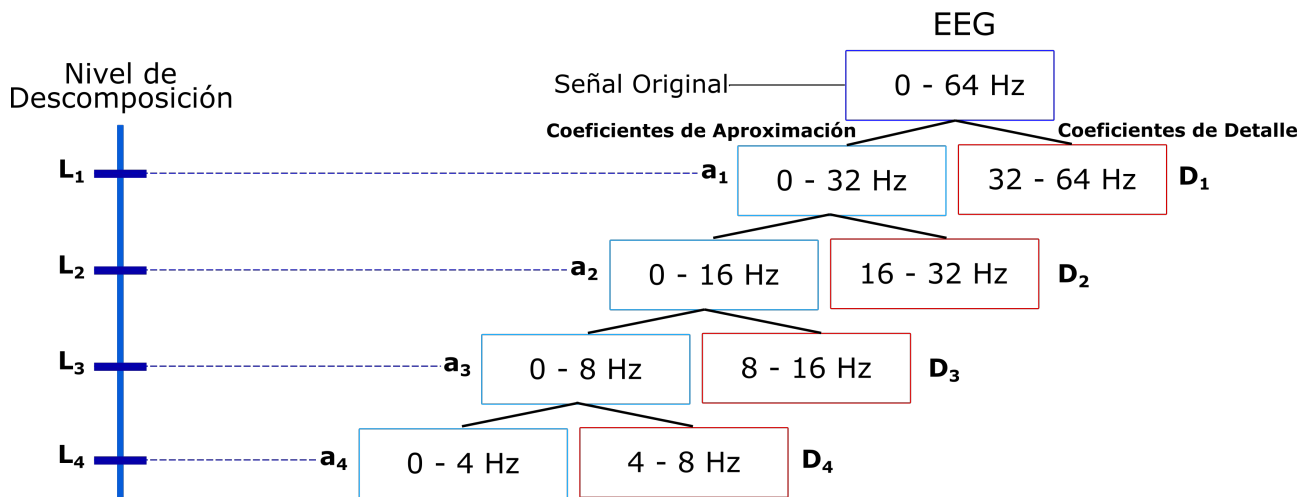 EEG
Nivel de
Descomposición
Señal Original
0 - 64 Hz
Coeficientes de Aproximación
Coeficientes de Detalle
L1
a1
0 - 32 Hz
32 - 64 Hz
D1
L2
a2
0 - 16 Hz
16 - 32 Hz
D2
L3
a3
0 - 8 Hz
8 - 16 Hz
D3
L4
a4
0 - 4 Hz
4 - 8 Hz
D4